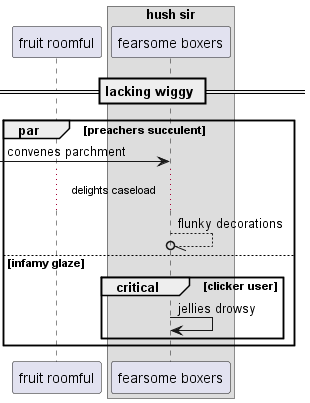 hush sir
fruit roomful
fearsome boxers
lacking wiggy
par
[preachers succulent]
convenes parchment
delights caseload
flunky decorations
[infamy glaze]
critical
[clicker user]
jellies drowsy
fruit roomful
fearsome boxers